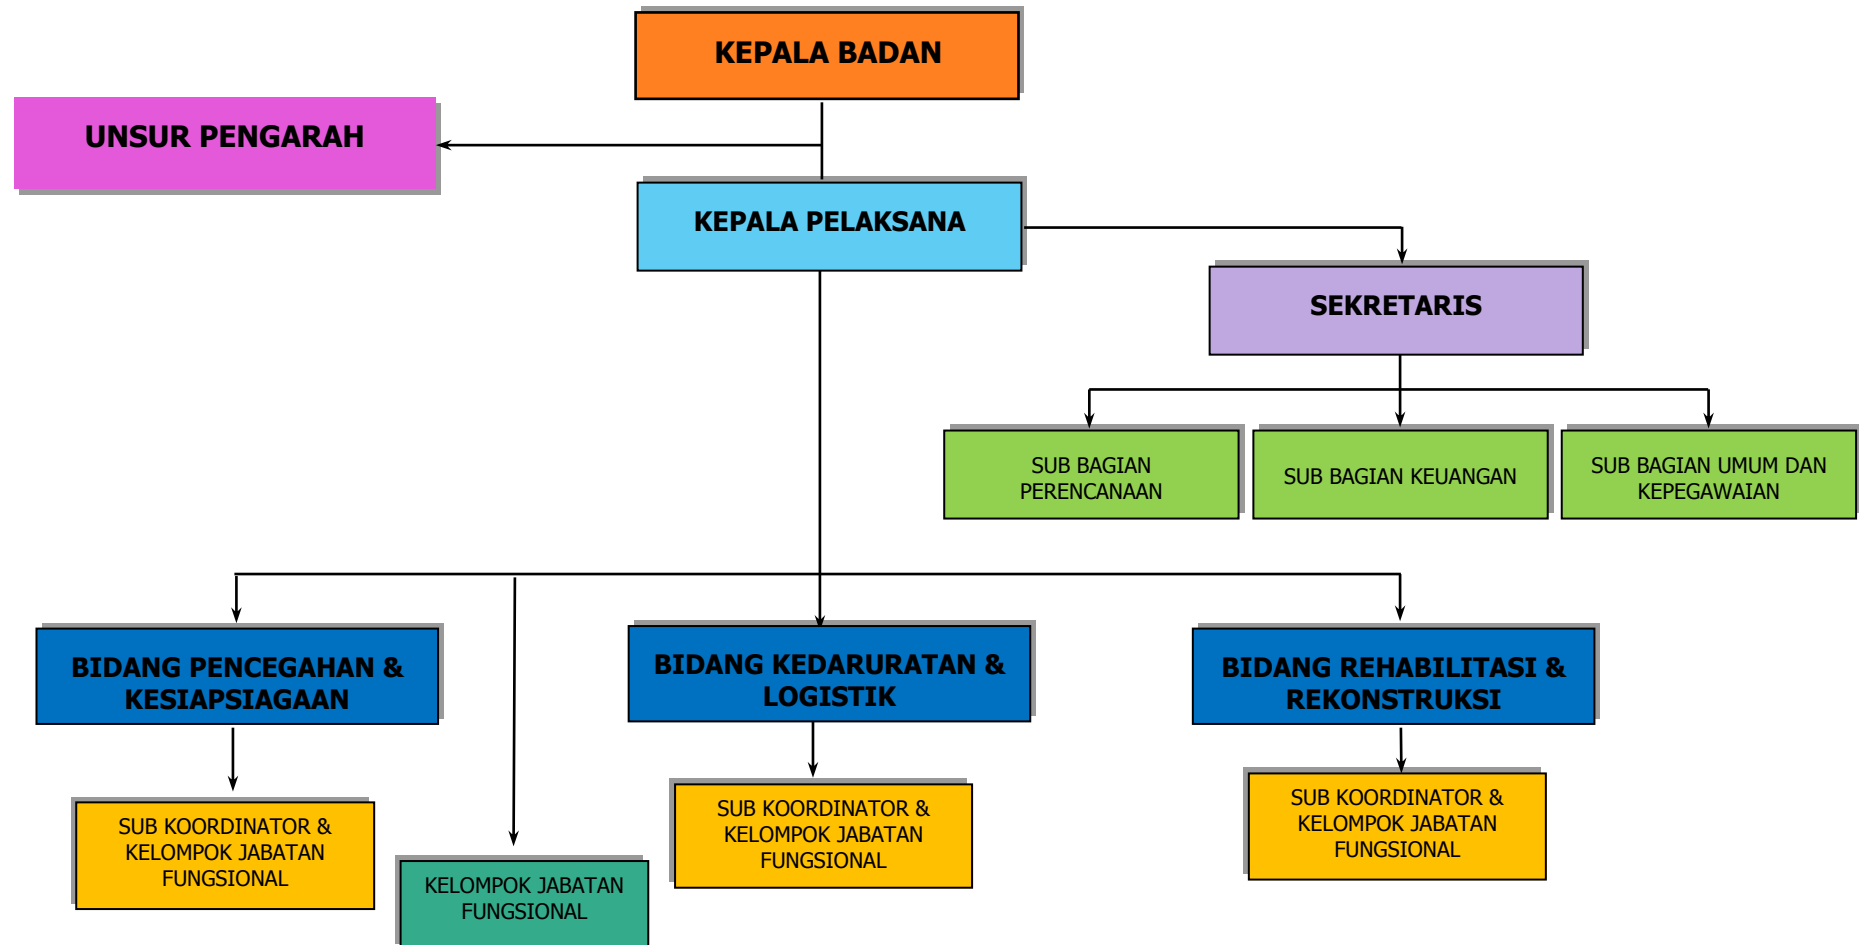 KEPALA BADAN
UNSUR PENGARAH
KEPALA PELAKSANA
SEKRETARIS
SUB BAGIAN
PERENCANAAN
SUB BAGIAN KEUANGAN
SUB BAGIAN UMUM DAN
KEPEGAWAIAN
BIDANG PENCEGAHAN &
KESIAPSIAGAAN
BIDANG KEDARURATAN &
LOGISTIK
BIDANG REHABILITASI &
REKONSTRUKSI
SUB KOORDINATOR &
KELOMPOK JABATAN
FUNGSIONAL
KELOMPOK JABATAN
FUNGSIONAL
SUB KOORDINATOR &
KELOMPOK JABATAN
FUNGSIONAL
SUB KOORDINATOR &
KELOMPOK JABATAN
FUNGSIONAL